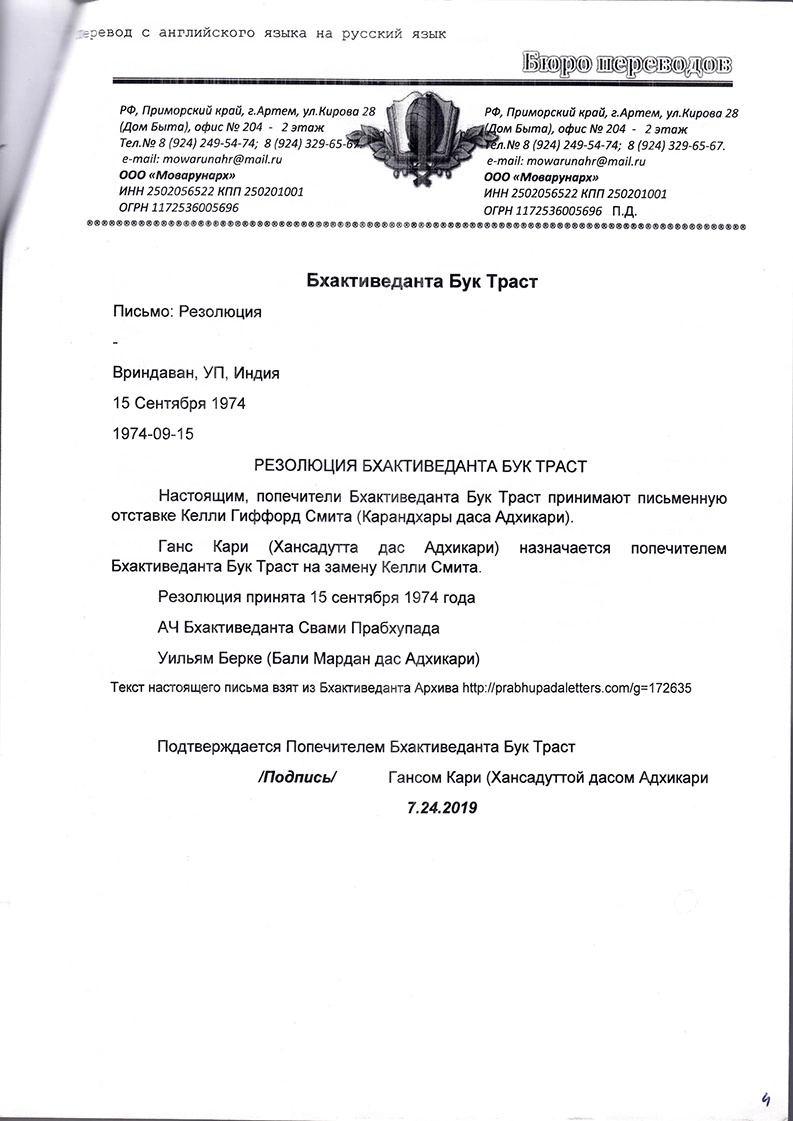 Перевод с английского языка на русский язык
Бюро переводов
РФ, Приморский край, г.Артем, ул.Кирова 28
(Дом Быта), офис № 204 - 2 этаж
Тел.№ 8 (924) 249-54-74; 8 (924) 329-65-67.
e-mail: mowarunahr@mail.ru
ООО «Моварунарх»
ИНН 2502056522 КПП 250201001
ОГРН 1172536005696
РФ, Приморский край, г.Артем, ул.Кирова 28
(Дом Быта), офис № 204 - 2 этаж
Тел.№ 8 (924) 249-54-74; 8 (924) 329-65-67.
e-mail: mowarunahr@mail.ru
ООО «Моварунарх»
ИНН 2502056522 КПП 250201001
ОГРН 1172536005696 П.Д.
Бхактиведанта Бук Траст
Письмо: Резолюция
-
Вриндаван, УП, Индия
15 Сентября 1974
1974-09-15
РЕЗОЛЮЦИЯ БХАКТИВЕДАНТА БУК ТРАСТ
Настоящим, попечители Бхактиведанта Бук Траст принимают письменную
отставке Келли Гиффорд Смита (Карандхары даса Адхикари).
Ганс Кари (Хансадутта дас Адхикари) назначается попечителем
Бхактиведанта Бук Траст на замену Келли Смита.
Резолюция принята 15 сентября 1974 года
АЧ Бхактиведанта Свами Прабхупада
Уильям Берке (Бали Мардан дас Адхикари)
Текст настоящего письма взят из Бхактиведанта Архива http://prabhupadaletters.com/g=172635
Подтверждается Попечителем Бхактиведанта Бук Траст
/Подпись/ Гансом Кари (Хансадуттой дасом Адхикари
7.24.2019
4